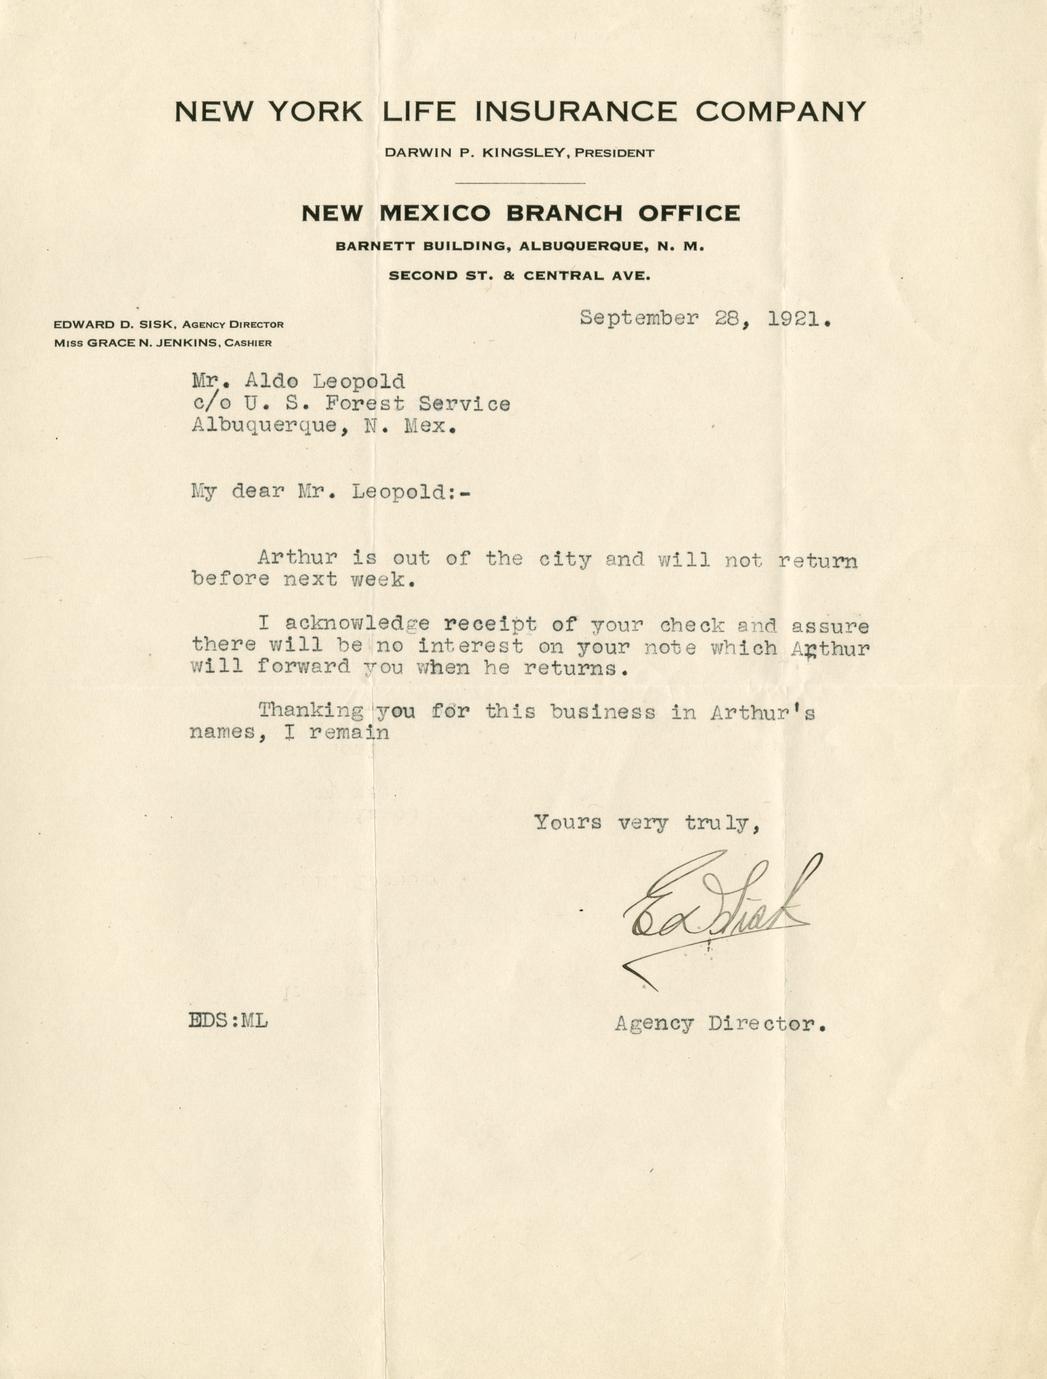 NEW YORK LIFE INSURANCE COMPANY
DARWIN P. KINGSLEY, PRESIDENT
NEW MEXICO BRANCH OFFICE
BARNETT BUILDING, ALBUQUERQUE, N. M.
SECOND ST. & CENTRAL AVE.
EDWARD D. SISK, AGENCY DIRECTOR
MISS GRACE N. JENKINS, CASHIER
September 28, 1921.
Mr. Aldo Leopold
c/o U. S. Forest Service
Albuquerque, N. Mex.
My dear Mr. Leopold:-
Arthur is out of the city and will not return
before next week.
I acknowledge receipt of your check and assure
there will be no interest on your note which Arthur
will forward you when he returns.
Thanking you for this business in Arthur's
names, I remain
Yours very truly,
Ed Sisk
EDS:ML
Agency Director.